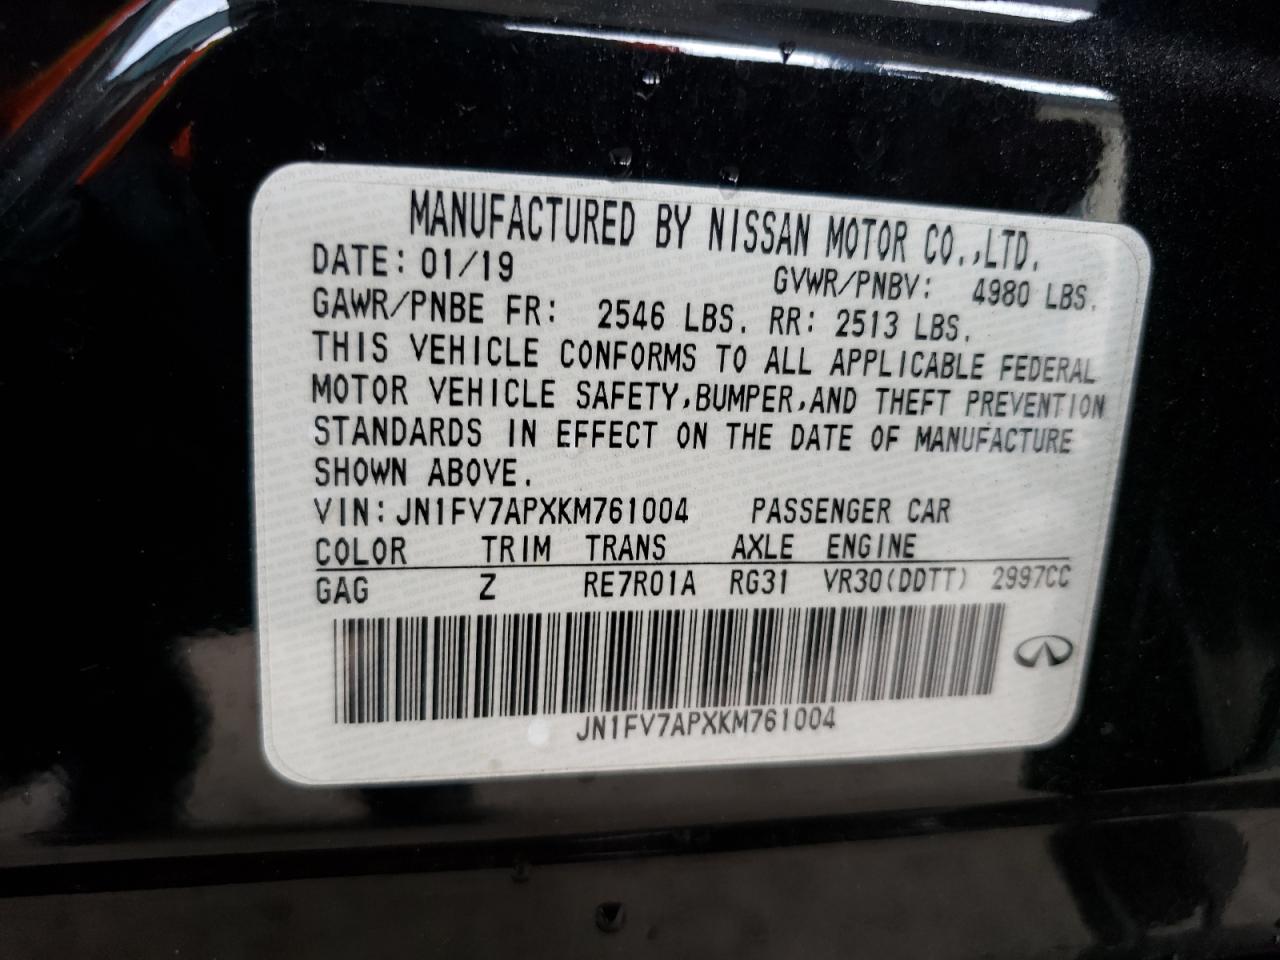 MANUFACTURED BY NISSAN MOTOR CO.,LTD.
DATE: 01/19 GVWR/PNBV: 4980 LBS.
GAWR/PNBE FR: 2546 LBS. RR: 2513 LBS.
THIS VEHICLE CONFORMS TO ALL APPLICABLE FEDERAL
MOTOR VEHICLE SAFETY,BUMPER,AND THEFT PREVENTION
STANDARDS IN EFFECT ON THE DATE OF MANUFACTURE
SHOWN ABOVE.
VIN: JN1FV7APXKM761004 PASSENGER CAR
COLOR TRIM TRANS AXLE ENGINE
GAG Z RE7R01A RG31 VR30(DDTT) 2997CC
JN1FV7APXKM761004